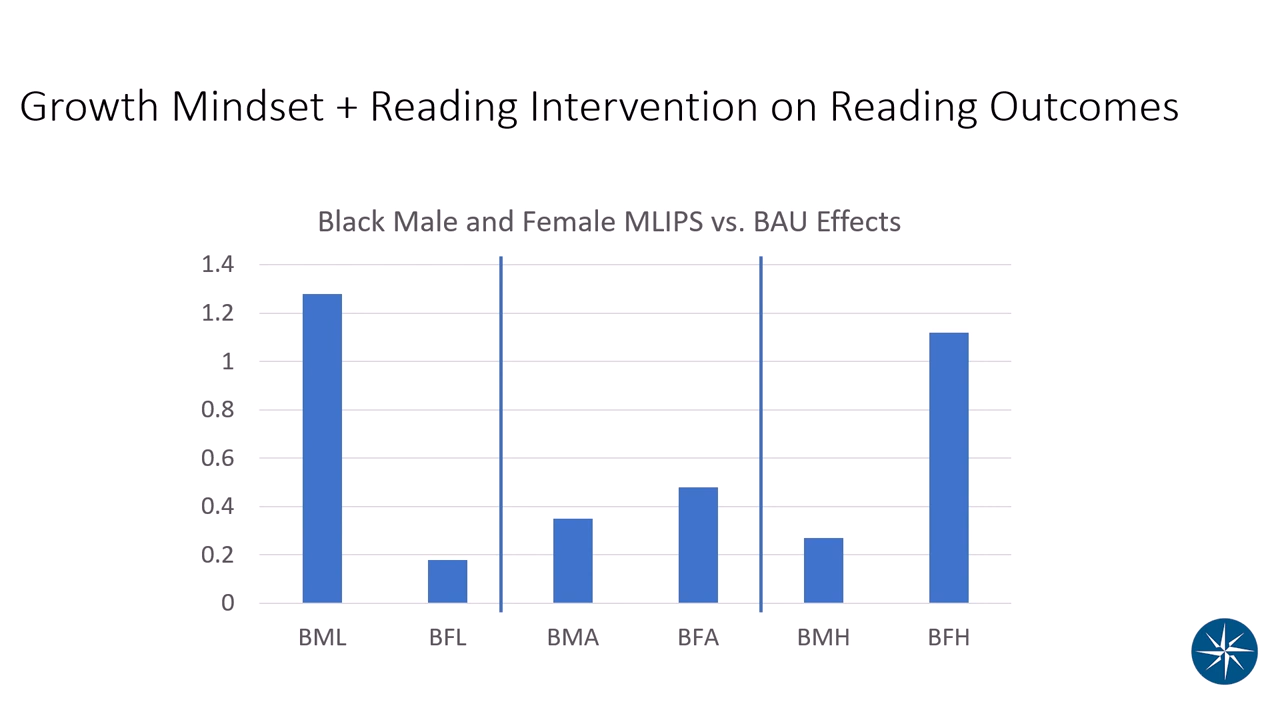 Growth Mindset + Reading Intervention on Reading Outcomes
Black Male and Female MLIPS vs. BAU Effects
1.4
1.2
1
0.8
0.6
0.4
0.2
0
BML BFL BMA BFA BMH BFH